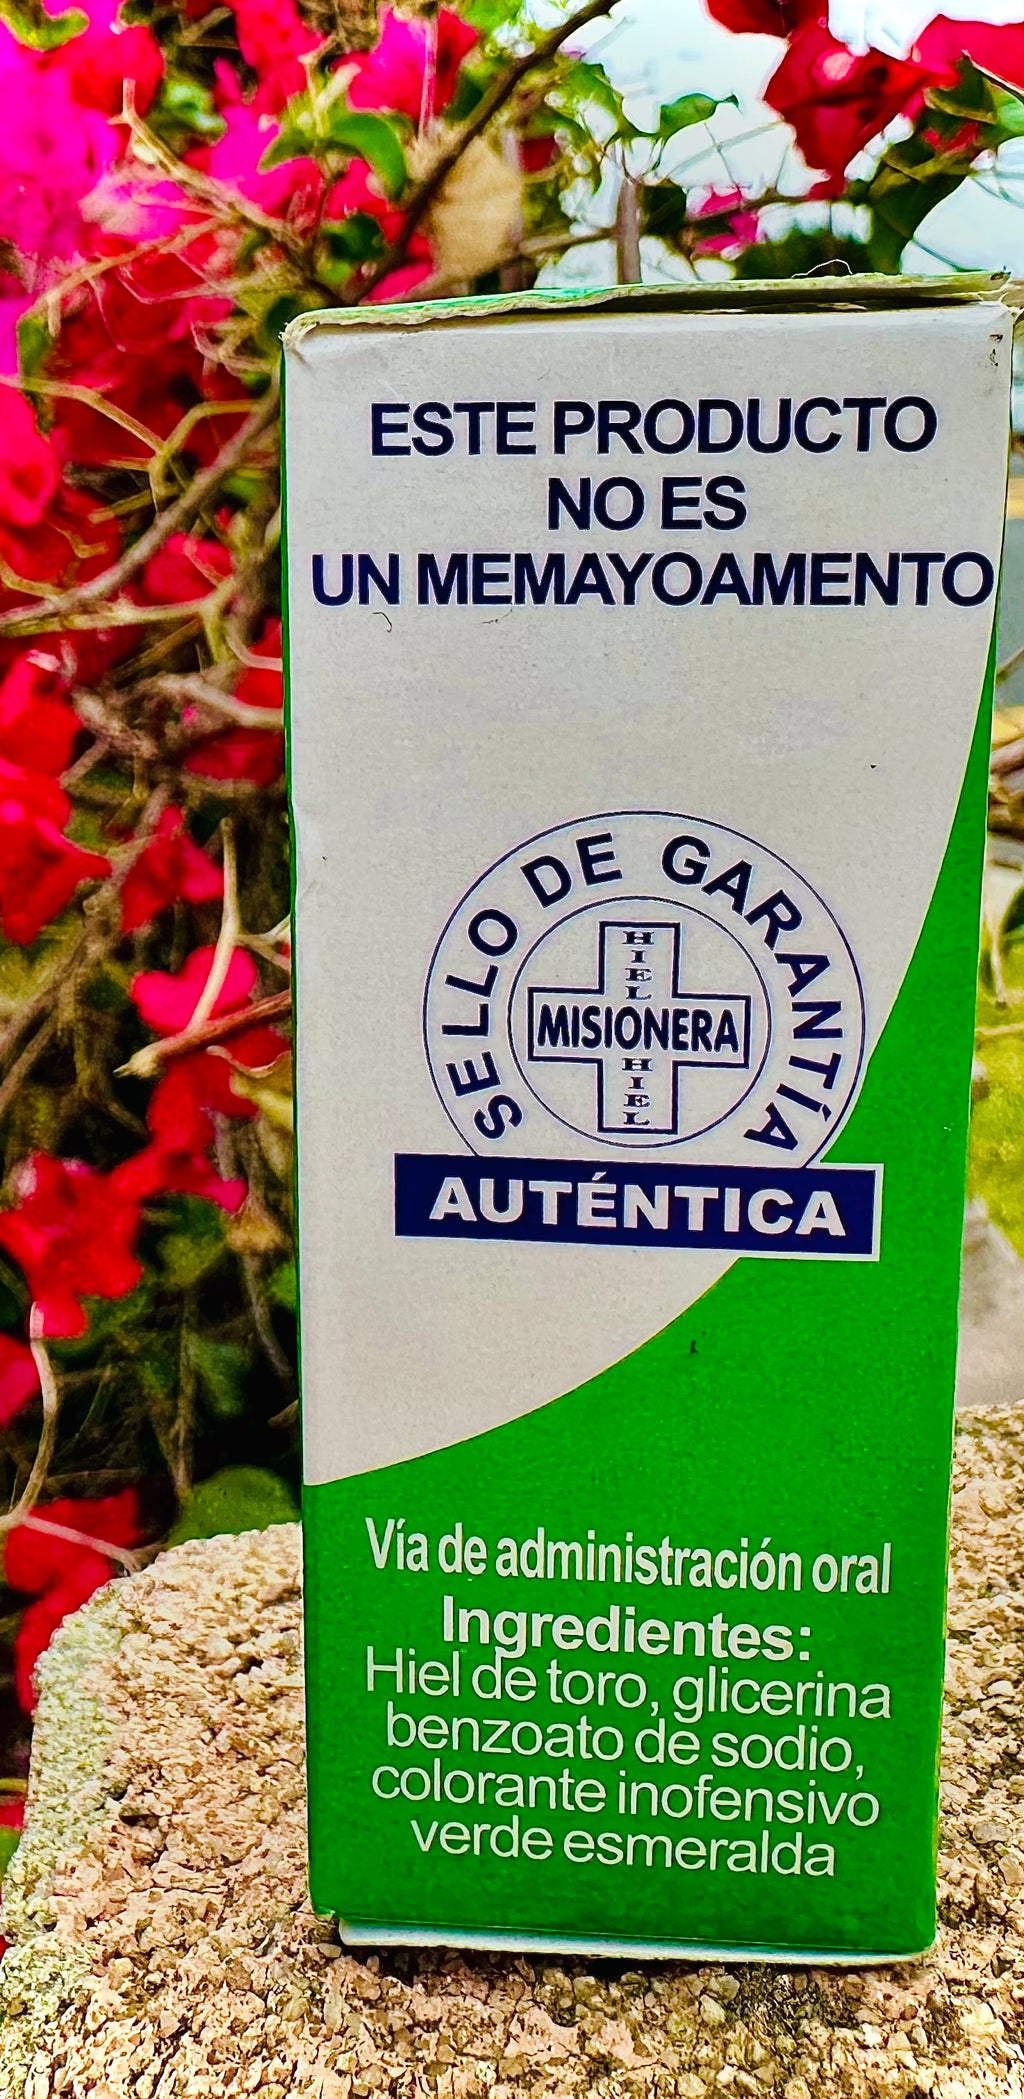 ESTE PRODUCTO
NO ES
UN MEMAYOAMENTO
SELLO DE GARANTÍA
HIEL
MISIONERA
HIEL
AUTÉNTICA
Vía de administración oral
Ingredientes:
Hiel de toro, glicerina
benzoato de sodio,
colorante inofensivo
verde esmeralda